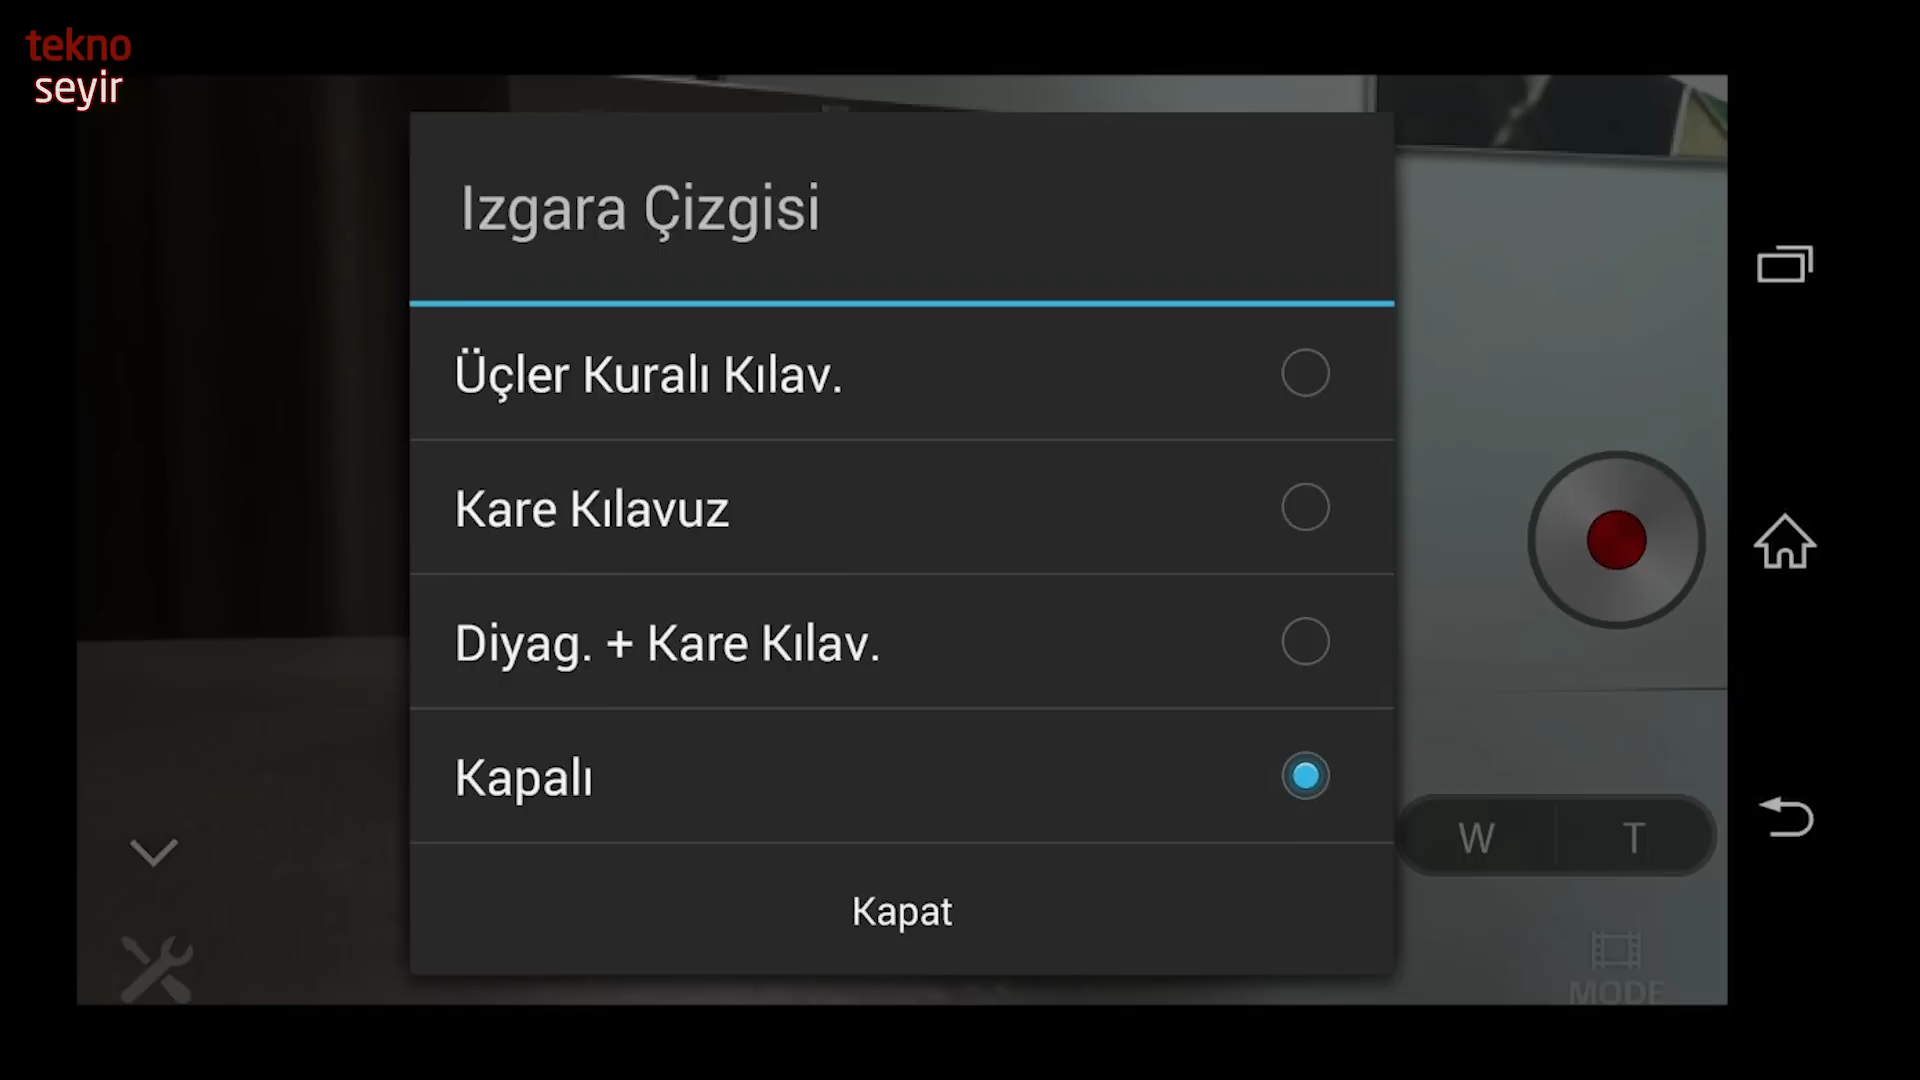 tekno
seyir
Izgara Çizgisi
Üçler Kuralı Kılav.
Kare Kılavuz
Diyag. + Kare Kılav.
Kapalı
Kapat
W T
MODE